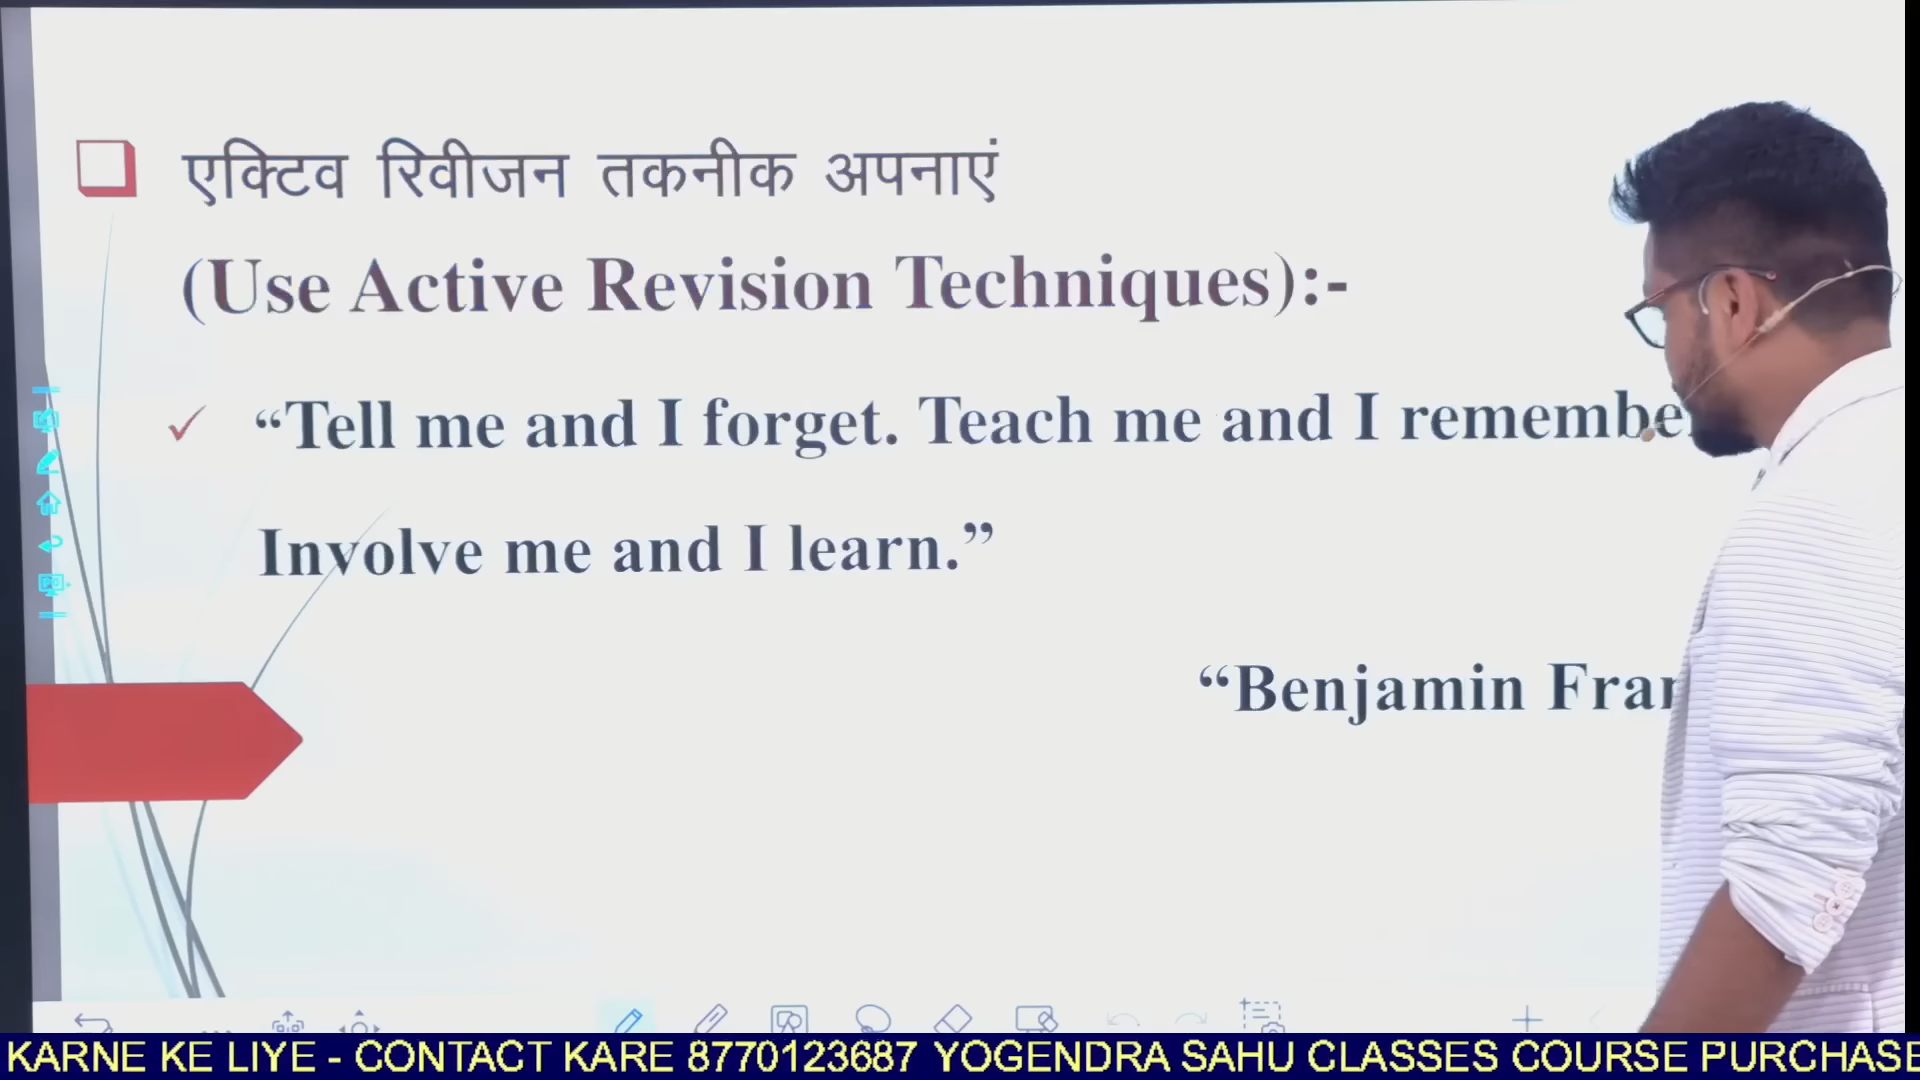 एक्टिव रिवीजन तकनीक अपनाएं
(Use Active Revision Techniques):-
“Tell me and I forget. Teach me and I remembe
Involve me and I learn.”
“Benjamin Fran
KARNE KE LIYE - CONTACT KARE 8770123687 YOGENDRA SAHU CLASSES COURSE PURCHASE